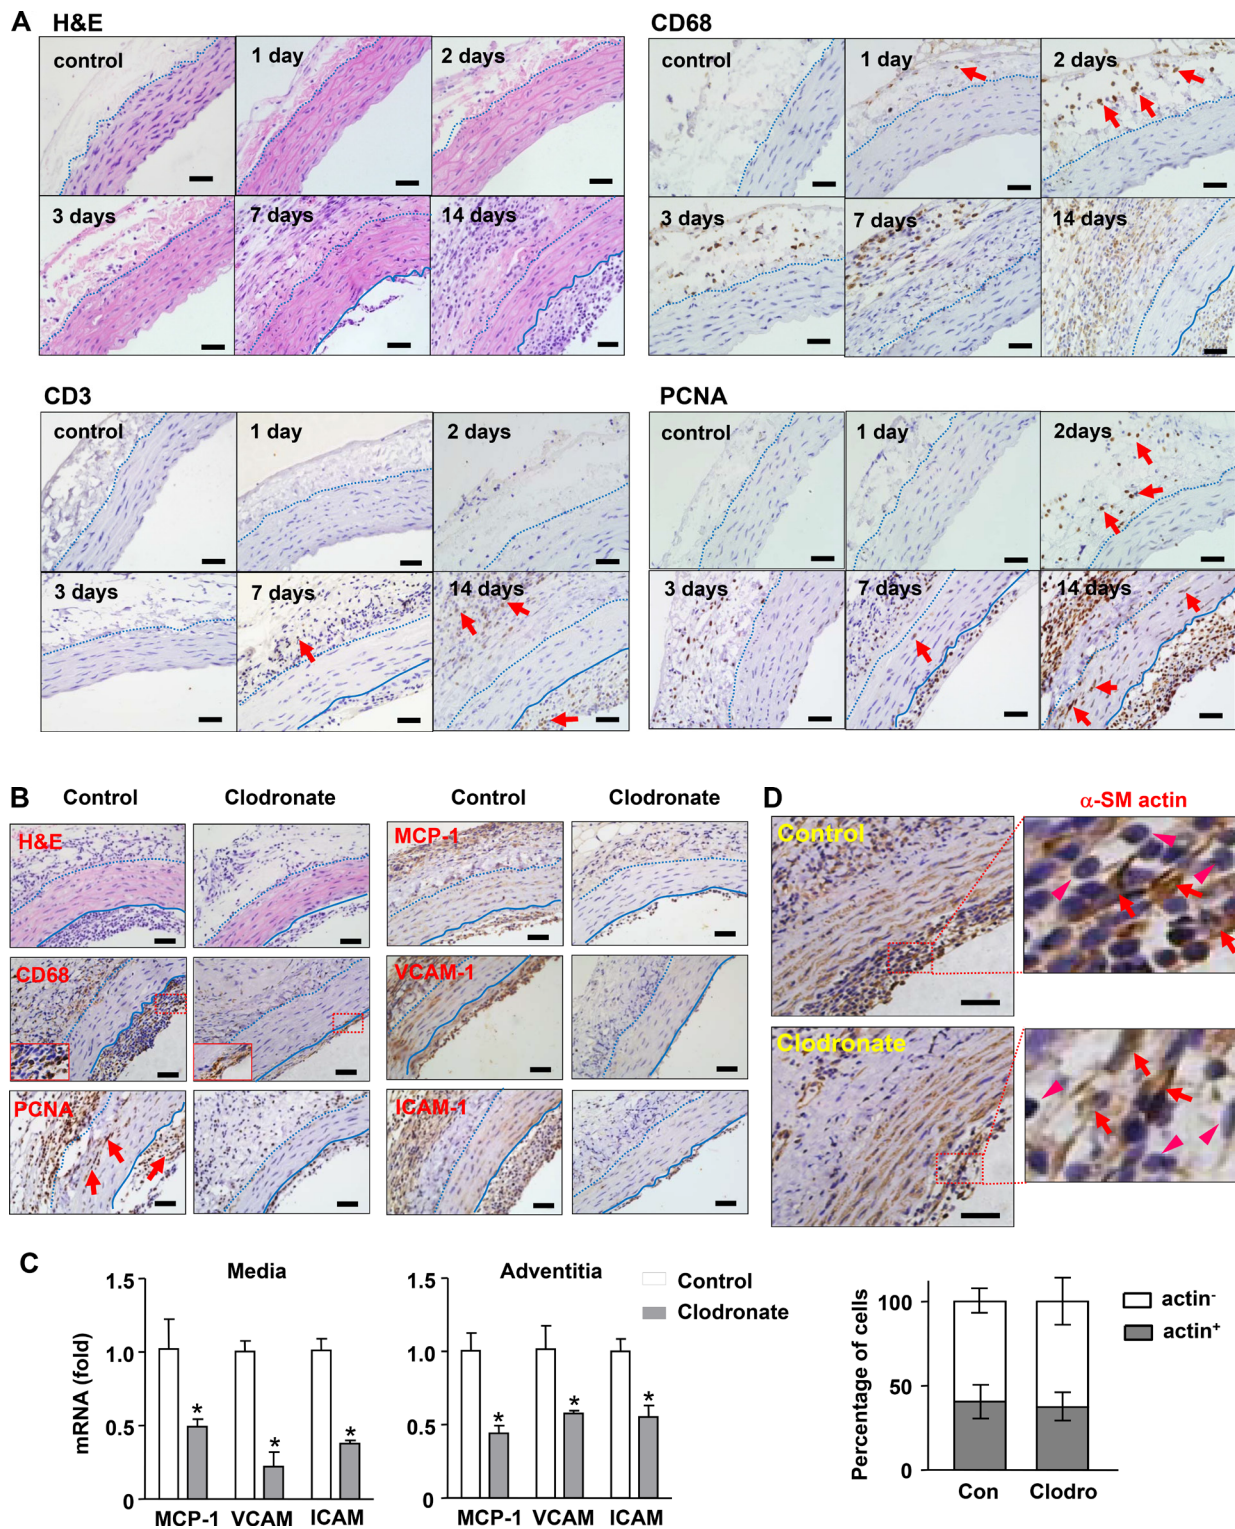 A
H&E
CD68
control
1 day
2 days
3 days
7 days
14 days
control
1 day
2 days
3 days
7 days
14 days
CD3
PCNA
control
1 day
2 days
3 days
7 days
14 days
control
1 day
2days
3 days
7 days
14 days
B
Control
Clodronate
Control
Clodronate
H&E
MCP-1
CD68
VCAM-1
PCNA
ICAM-1
D
α-SM actin
Control
Clodronate
C
Media
Adventitia
Control
Clodronate
mRNA (fold)
1.5
1.0
0.5
0
MCP-1
VCAM
ICAM
*
*
*
1.5
1.0
0.5
0
MCP-1
VCAM
ICAM
*
*
*
Percentage of cells
100
50
0
Con
Clodro
actin⁻
actin⁺